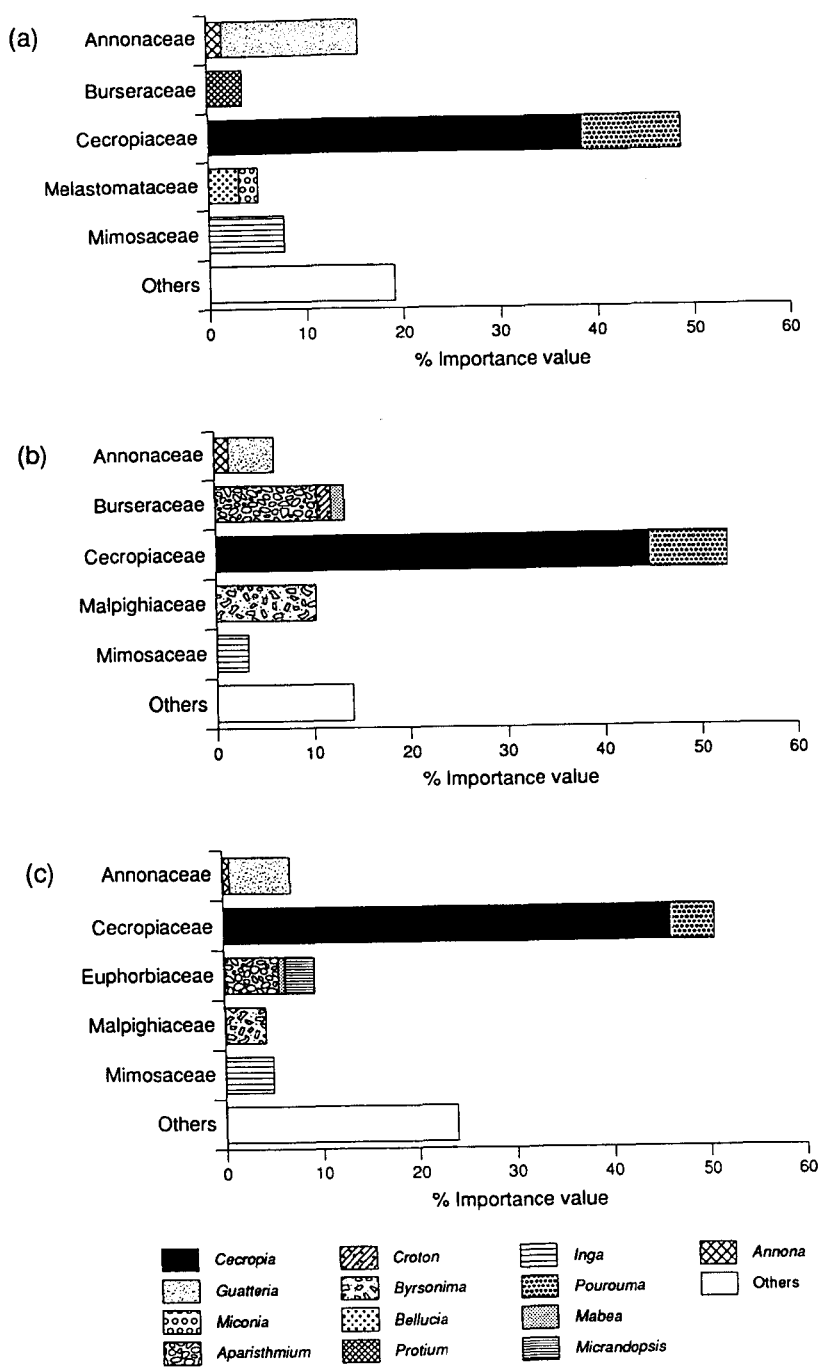 (a)
Annonaceae
Burseraceae
Cecropiaceae
Melastomataceae
Mimosaceae
Others
0 10 20 30 40 50 60
% Importance value
(b)
Annonaceae
Burseraceae
Cecropiaceae
Malpighiaceae
Mimosaceae
Others
0 10 20 30 40 50 60
% Importance value
(c)
Annonaceae
Cecropiaceae
Euphorbiaceae
Malpighiaceae
Mimosaceae
Others
0 10 20 30 40 50 60
% Importance value
Cecropia Croton Inga Annona
Guatteria Byrsonima Pourouma Others
Miconia Bellucia Mabea
Aparisthmium Protium Micrandopsis